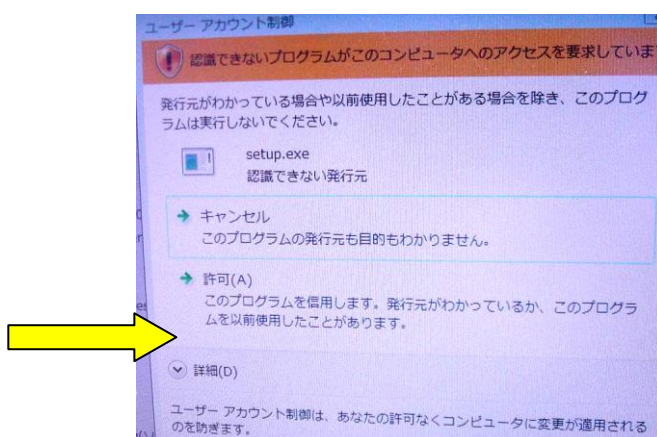 ユーザー アカウント制御
認識できないプログラムがこのコンピュータへのアクセスを要求していま
発行元がわかっている場合や以前使用したことがある場合を除き、このプログ
ラムは実行しないでください。
setup.exe
認識できない発行元
キャンセル
このプログラムの発行元も目的もわかりません。
許可(A)
このプログラムを信用します。発行元がわかっているか、このプログラ
ムを以前使用したことがあります。
詳細(D)
ユーザー アカウント制御は、あなたの許可なくコンピュータに変更が適用される
のを防ぎます。